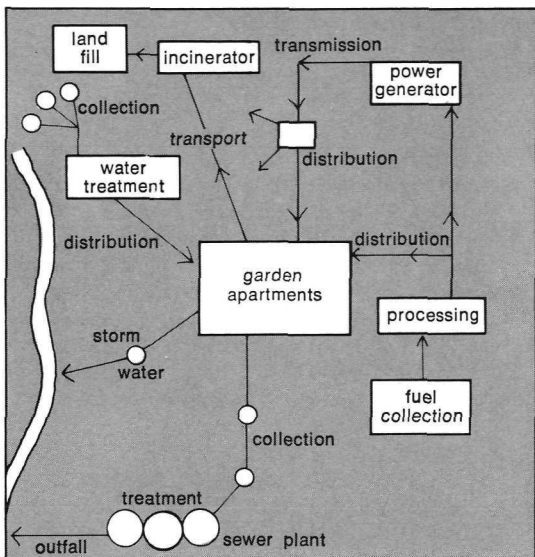 land
fill
incinerator
transmission
power
generator
collection
transport
distribution
water
treatment
distribution
distribution
garden
apartments
processing
storm
water
fuel
collection
collection
treatment
sewer plant
outfall